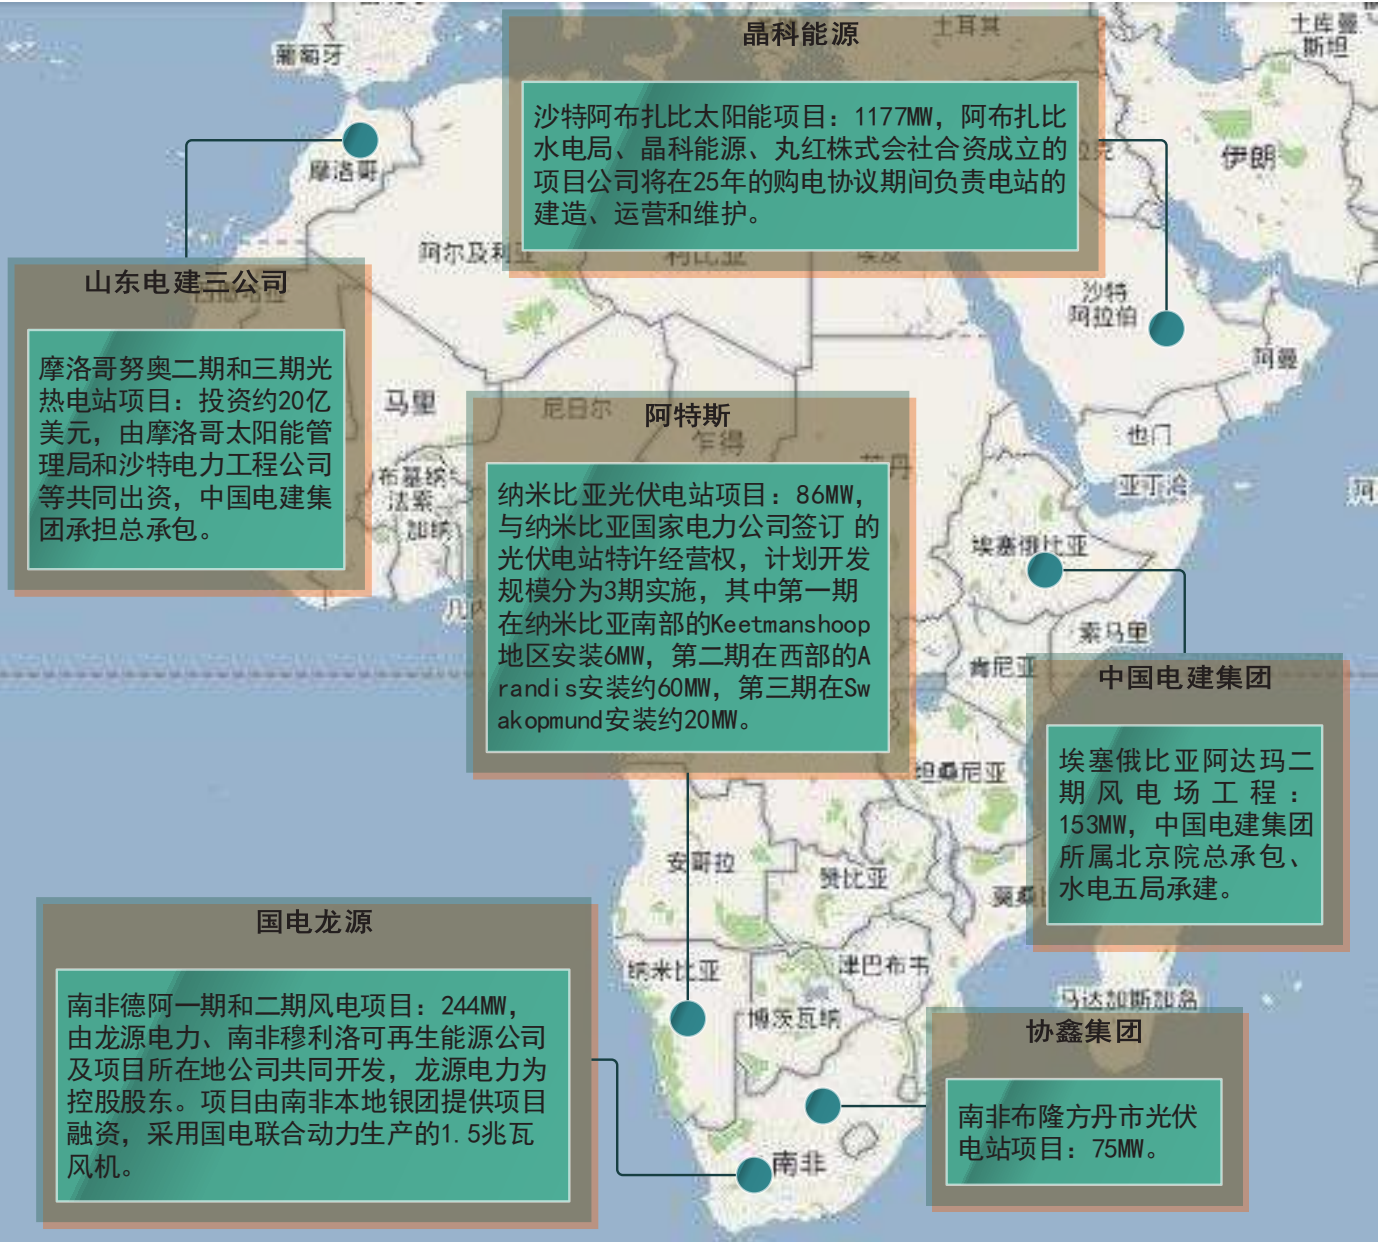 晶科能源
沙特阿布扎比太阳能项目：1177MW，阿布扎比
水电局、晶科能源、丸红株式会社合资成立的
项目公司将在25年的购电协议期间负责电站的
建造、运营和维护。
土耳其
土库曼
斯坦
葡萄牙
摩洛哥
伊朗
阿尔及利亚
利比亚
埃及
沙特
阿拉伯
阿曼
山东电建三公司
摩洛哥努奥二期和三期光
热电站项目：投资约20亿
美元，由摩洛哥太阳能管
理局和沙特电力工程公司
等共同出资，中国电建集
团承担总承包。
马里
尼日尔
乍得
也门
亚丁湾
布基纳
法索
加纳
阿特斯
纳米比亚光伏电站项目：86MW，
与纳米比亚国家电力公司签订 的
光伏电站特许经营权，计划开发
规模分为3期实施，其中第一期
在纳米比亚南部的Keetmanshoop
地区安装6MW，第二期在西部的A
randis安装约60MW，第三期在Sw
akopmund安装约20MW。
埃塞俄比亚
索马里
肯尼亚
坦桑尼亚
中国电建集团
埃塞俄比亚阿达玛二
期风电场工程：
153MW，中国电建集团
所属北京院总承包、
水电五局承建。
安哥拉
赞比亚
莫桑
纳米比亚
津巴布韦
博茨瓦纳
马达加斯加岛
国电龙源
南非德阿一期和二期风电项目：244MW，
由龙源电力、南非穆利洛可再生能源公司
及项目所在地公司共同开发，龙源电力为
控股股东。项目由南非本地银团提供项目
融资，采用国电联合动力生产的1.5兆瓦
风机。
南非
协鑫集团
南非布隆方丹市光伏
电站项目：75MW。